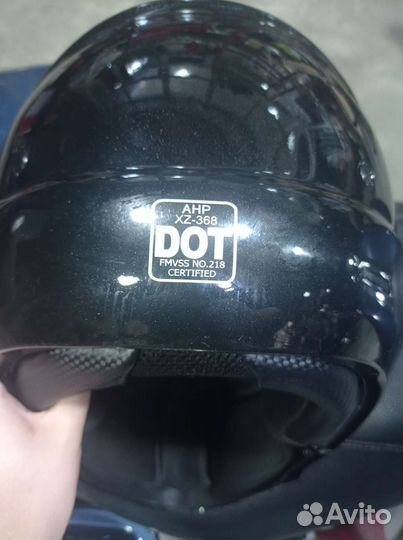 AHP
XZ-368
DOT
FMVSS NO.218
CERTIFIED
Avito